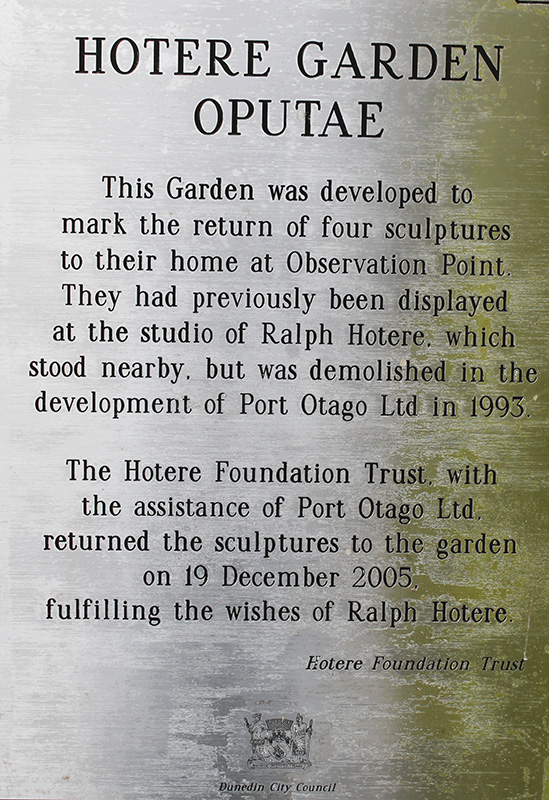 HOTERE GARDEN
OPUTAE
This Garden was developed to
mark the return of four sculptures
to their home at Observation Point.
They had previously been displayed
at the studio of Ralph Hotere, which
stood nearby, but was demolished in the
development of Port Otago Ltd in 1993.
The Hotere Foundation Trust, with
the assistance of Port Otago Ltd,
returned the sculptures to the garden
on 19 December 2005,
fulfilling the wishes of Ralph Hotere.
Hotere Foundation Trust
Dunedin City Council